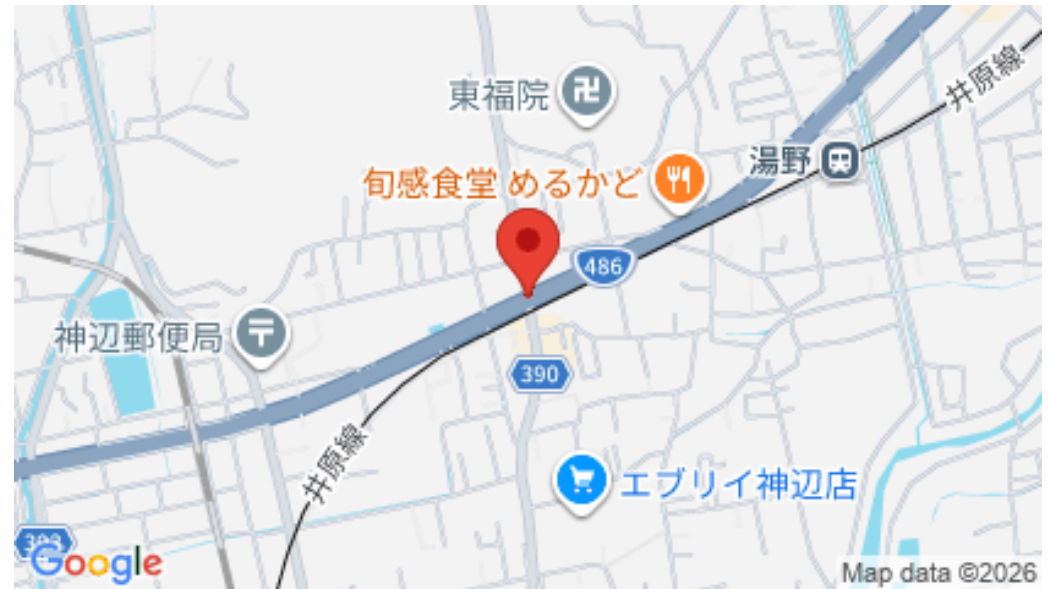 東福院
井原線
湯野
旬感食堂 めるかど
486
神辺郵便局
390
井原線
エブリイ神辺店
393
Google
Map data ©2026